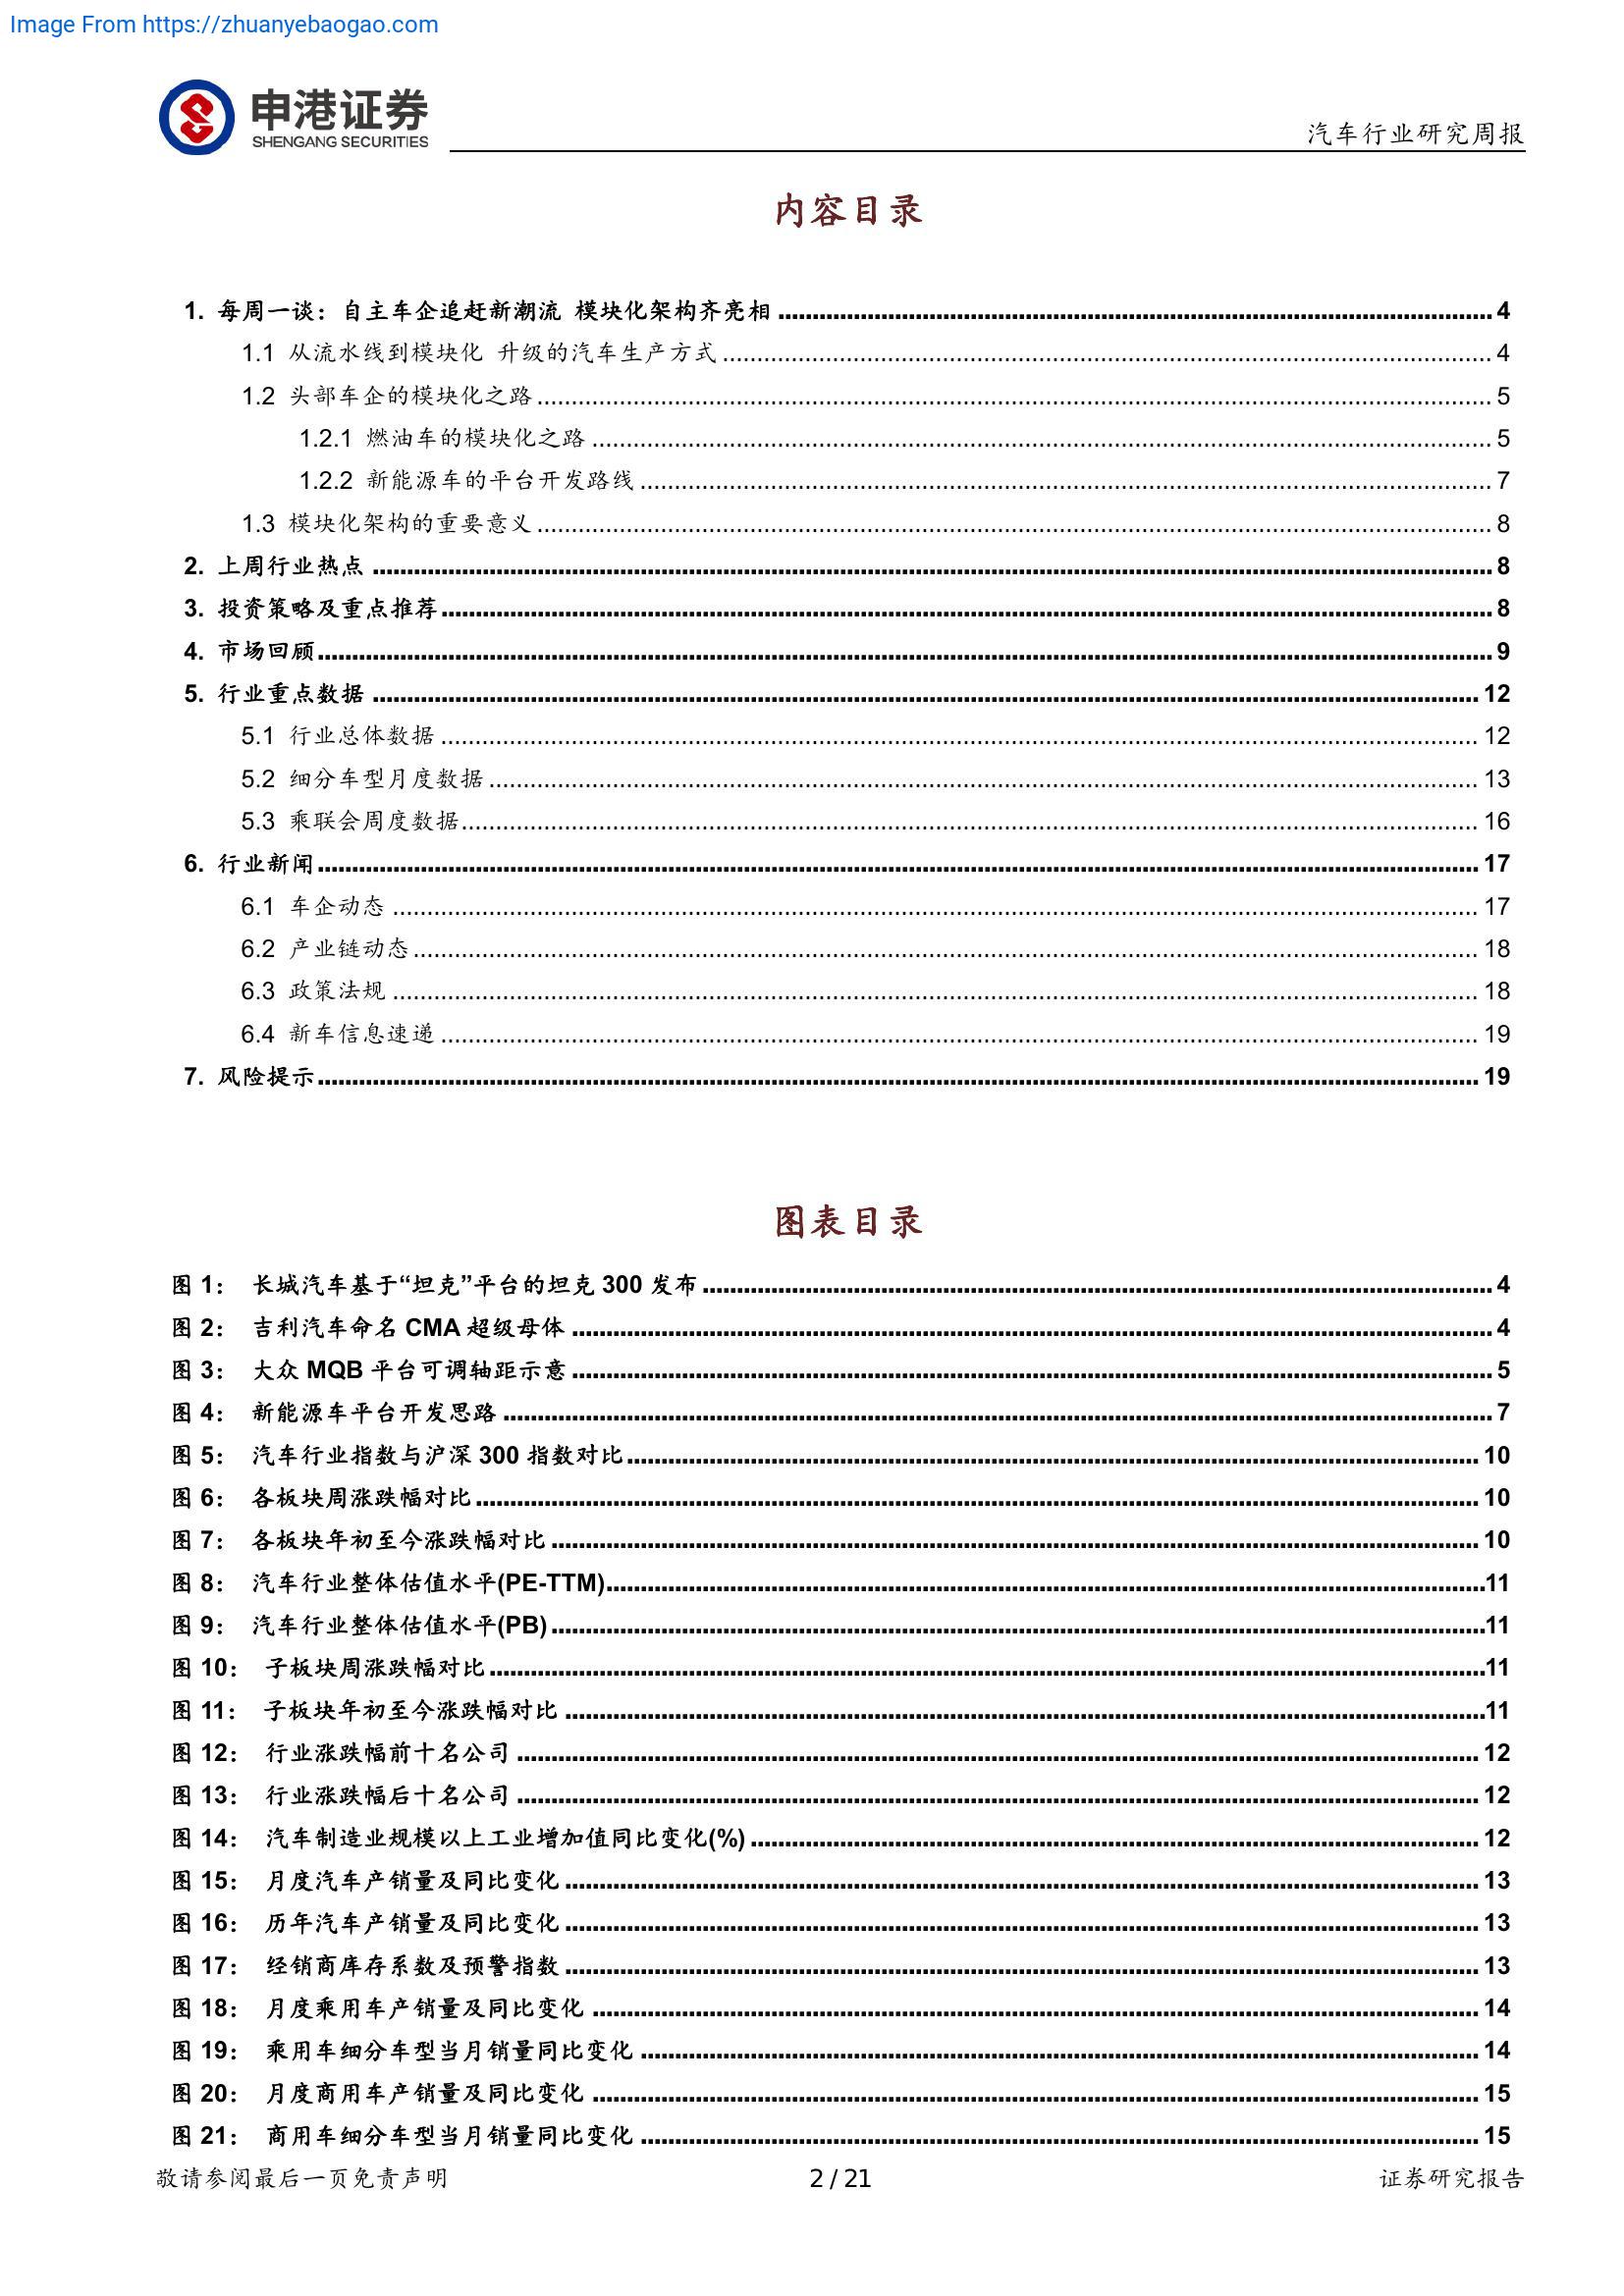 Image From https://zhuanyebaogao.com
申港证券
SHENGANG SECURITIES
汽车行业研究周报
内容目录
1. 每周一谈：自主车企追赶新潮流 模块化架构齐亮相 4
1.1 从流水线到模块化 升级的汽车生产方式 4
1.2 头部车企的模块化之路 5
1.2.1 燃油车的模块化之路 5
1.2.2 新能源车的平台开发路线 7
1.3 模块化架构的重要意义 8
2. 上周行业热点 8
3. 投资策略及重点推荐 8
4. 市场回顾 9
5. 行业重点数据 12
5.1 行业总体数据 12
5.2 细分车型月度数据 13
5.3 乘联会周度数据 16
6. 行业新闻 17
6.1 车企动态 17
6.2 产业链动态 18
6.3 政策法规 18
6.4 新车信息速递 19
7. 风险提示 19
图表目录
图 1： 长城汽车基于“坦克”平台的坦克 300 发布 4
图 2： 吉利汽车命名 CMA 超级母体 4
图 3： 大众 MQB 平台可调轴距示意 5
图 4： 新能源车平台开发思路 7
图 5： 汽车行业指数与沪深 300 指数对比 10
图 6： 各板块周涨跌幅对比 10
图 7： 各板块年初至今涨跌幅对比 10
图 8： 汽车行业整体估值水平(PE-TTM) 11
图 9： 汽车行业整体估值水平(PB) 11
图 10： 子板块周涨跌幅对比 11
图 11： 子板块年初至今涨跌幅对比 11
图 12： 行业涨跌幅前十名公司 12
图 13： 行业涨跌幅后十名公司 12
图 14： 汽车制造业规模以上工业增加值同比变化(%) 12
图 15： 月度汽车产销量及同比变化 13
图 16： 历年汽车产销量及同比变化 13
图 17： 经销商库存系数及预警指数 13
图 18： 月度乘用车产销量及同比变化 14
图 19： 乘用车细分车型当月销量同比变化 14
图 20： 月度商用车产销量及同比变化 15
图 21： 商用车细分车型当月销量同比变化 15
敬请参阅最后一页免责声明 2 / 21 证券研究报告